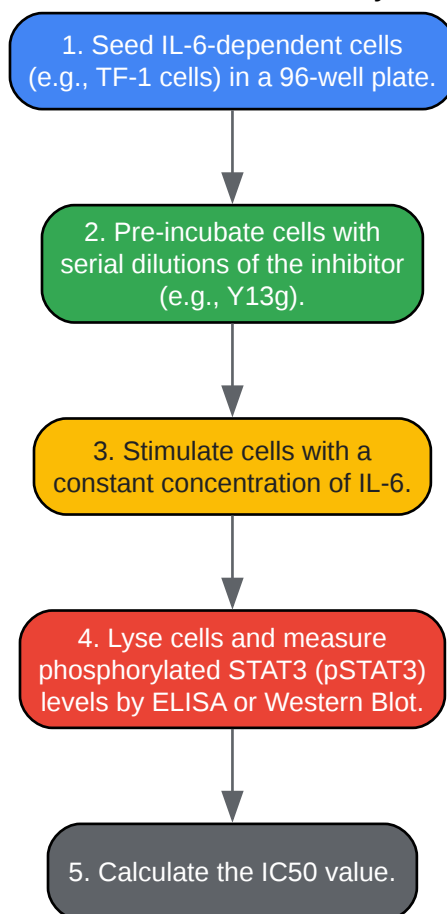 1. Seed IL-6-dependent cells
(e.g., TF-1 cells) in a 96-well plate.
2. Pre-incubate cells with
serial dilutions of the inhibitor
(e.g., Y13g).
3. Stimulate cells with a
constant concentration of IL-6.
4. Lyse cells and measure
phosphorylated STAT3 (pSTAT3)
levels by ELISA or Western Blot.
5. Calculate the IC50 value.